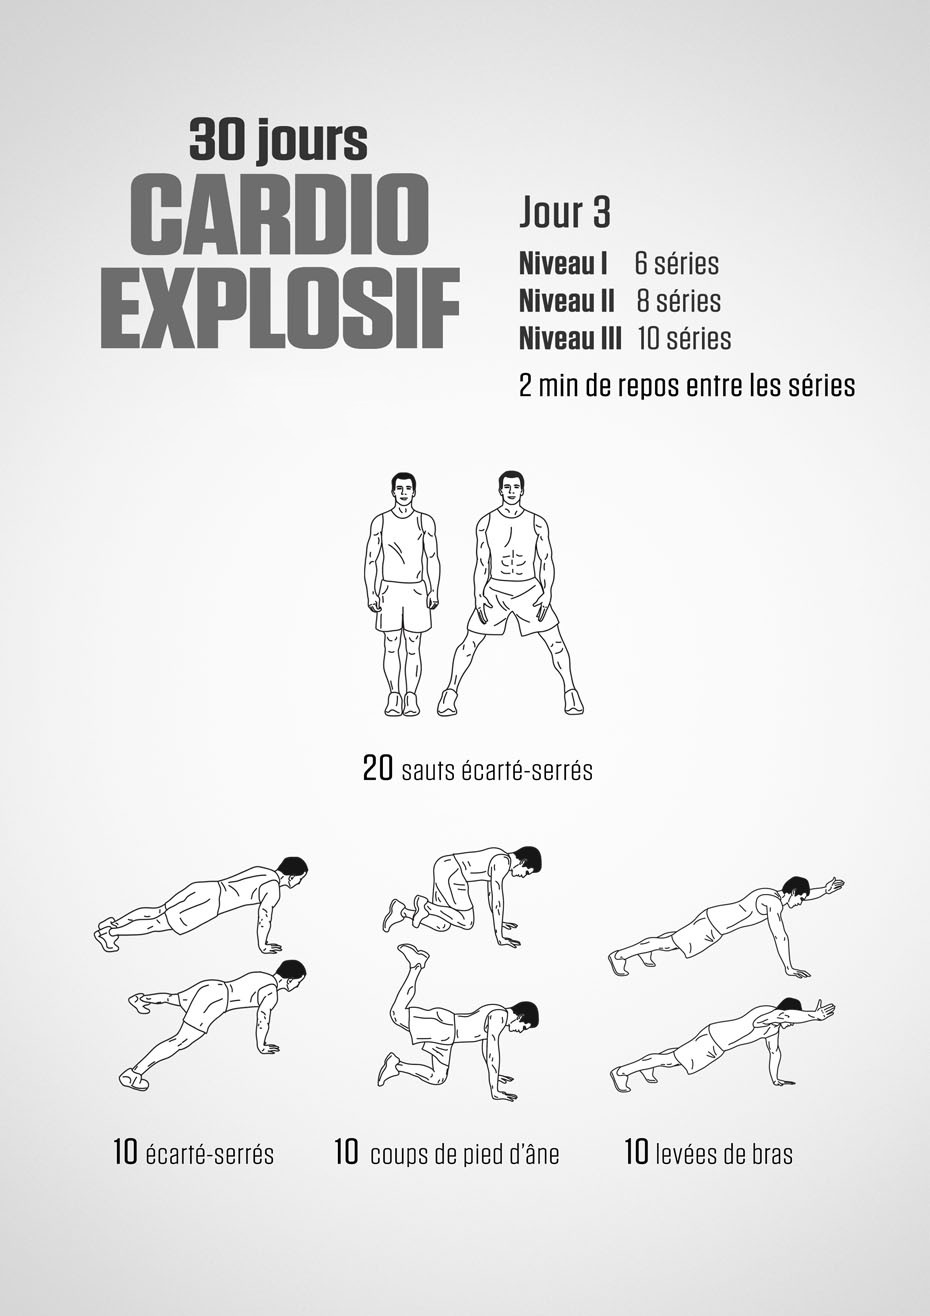 30 jours
CARDIO
EXPLOSIF
Jour 3
Niveau I 6 séries
Niveau II 8 séries
Niveau III 10 séries
2 min de repos entre les séries
20 sauts écarté-serrés
10 écarté-serrés
10 coups de pied d'âne
10 levées de bras